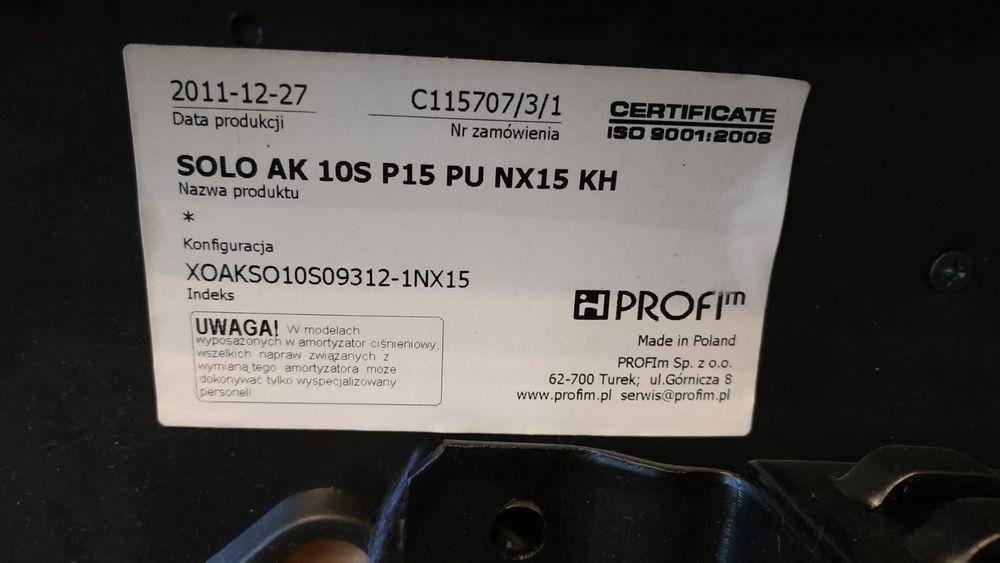 2011-12-27
Data produkcji
C115707/3/1
Nr zamówienia
CERTIFICATE
ISO 9001:2008
SOLO AK 10S P15 PU NX15 KH
Nazwa produktu
*
Konfiguracja
XOAKSO10S09312-1NX15
Indeks
UWAGA! W modelach
wyposażonych w amortyzator ciśnieniowy,
wszelkich napraw związanych z
wymianą tego amortyzatora może
dokonywać tylko wyspecjalizowany
personel!
PROFIm
Made in Poland
PROFIm Sp. z o.o.
62-700 Turek; ul.Górnicza 8
www.profim.pl serwis@profim.pl